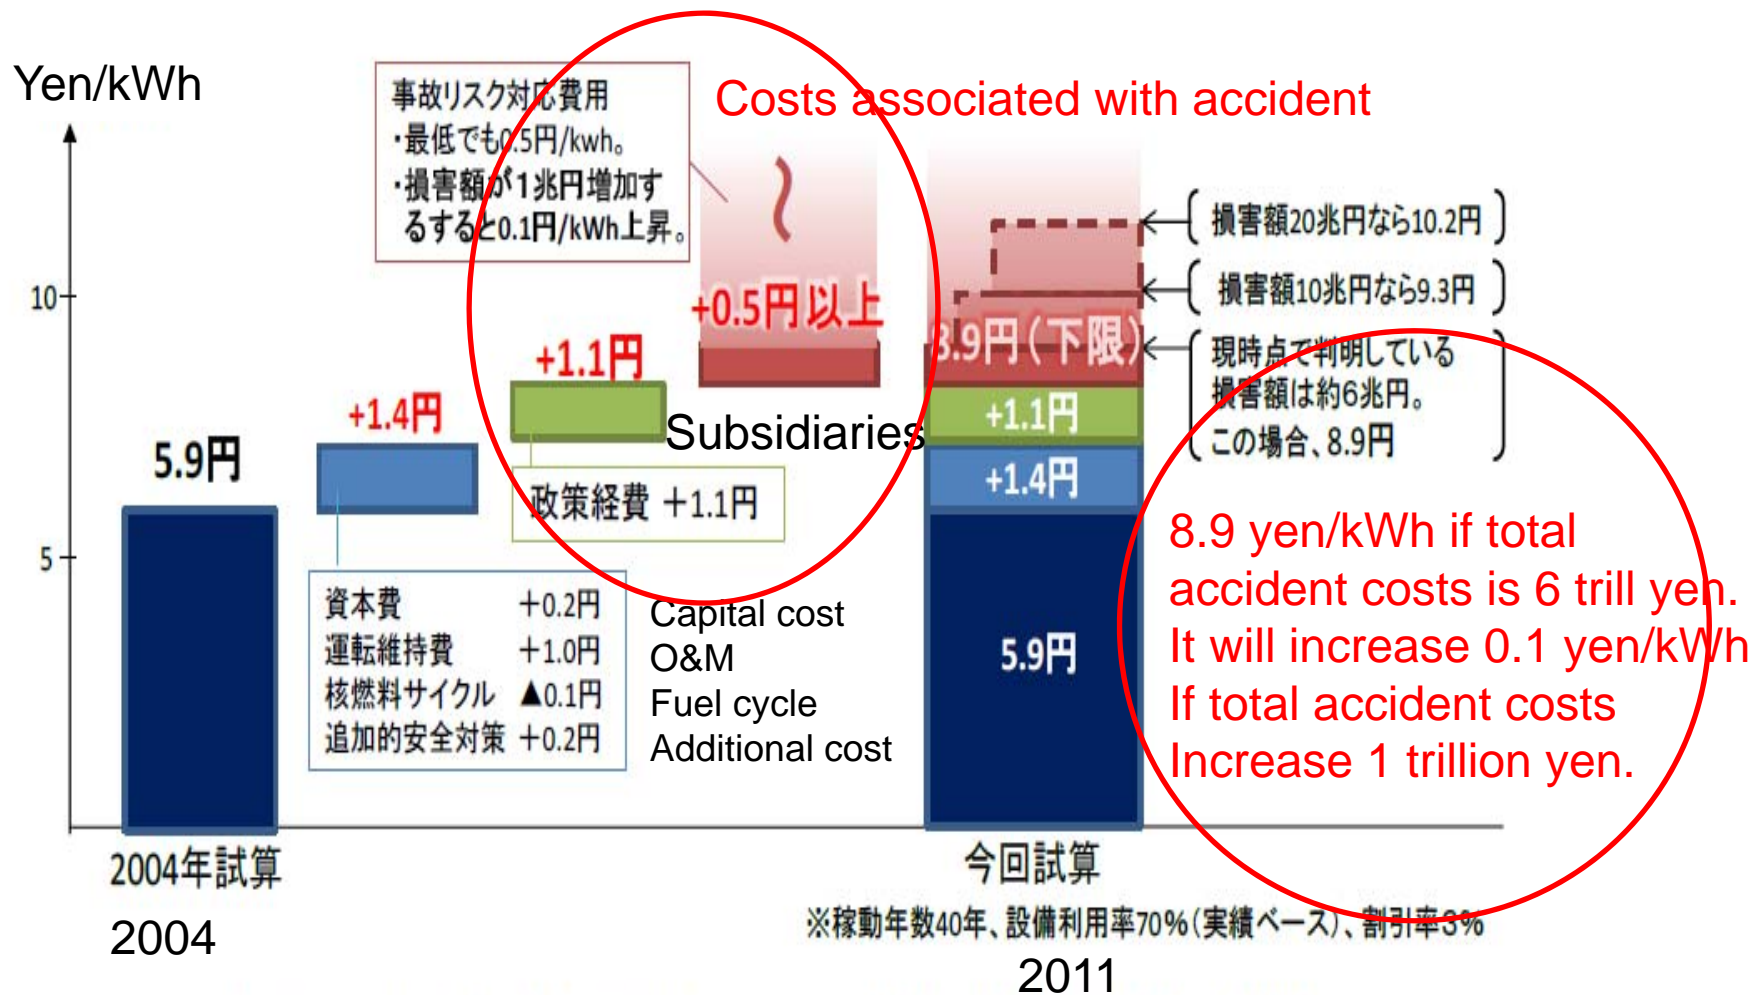 Yen/kWh
事故リスク対応費用
・最低でも0.5円/kwh。
・損害額が1兆円増加す
るすると0.1円/kWh上昇。
Costs associated with accident
10
5
5.9円
+1.4円
+1.1円
+0.5円以上
Subsidiaries
政策経費 +1.1円
資本費 +0.2円
運転維持費 +1.0円
核燃料サイクル ▲0.1円
追加的安全対策 +0.2円
Capital cost
O&M
Fuel cycle
Additional cost
8.9円(下限)
+1.1円
+1.4円
5.9円
損害額20兆円なら10.2円
損害額10兆円なら9.3円
現時点で判明している
損害額は約6兆円。
この場合、8.9円
8.9 yen/kWh if total
accident costs is 6 trill yen.
It will increase 0.1 yen/kWh
If total accident costs
Increase 1 trillion yen.
2004年試算
2004
今回試算
※稼動年数40年、設備利用率70%(実績ベース)、割引率3%
2011